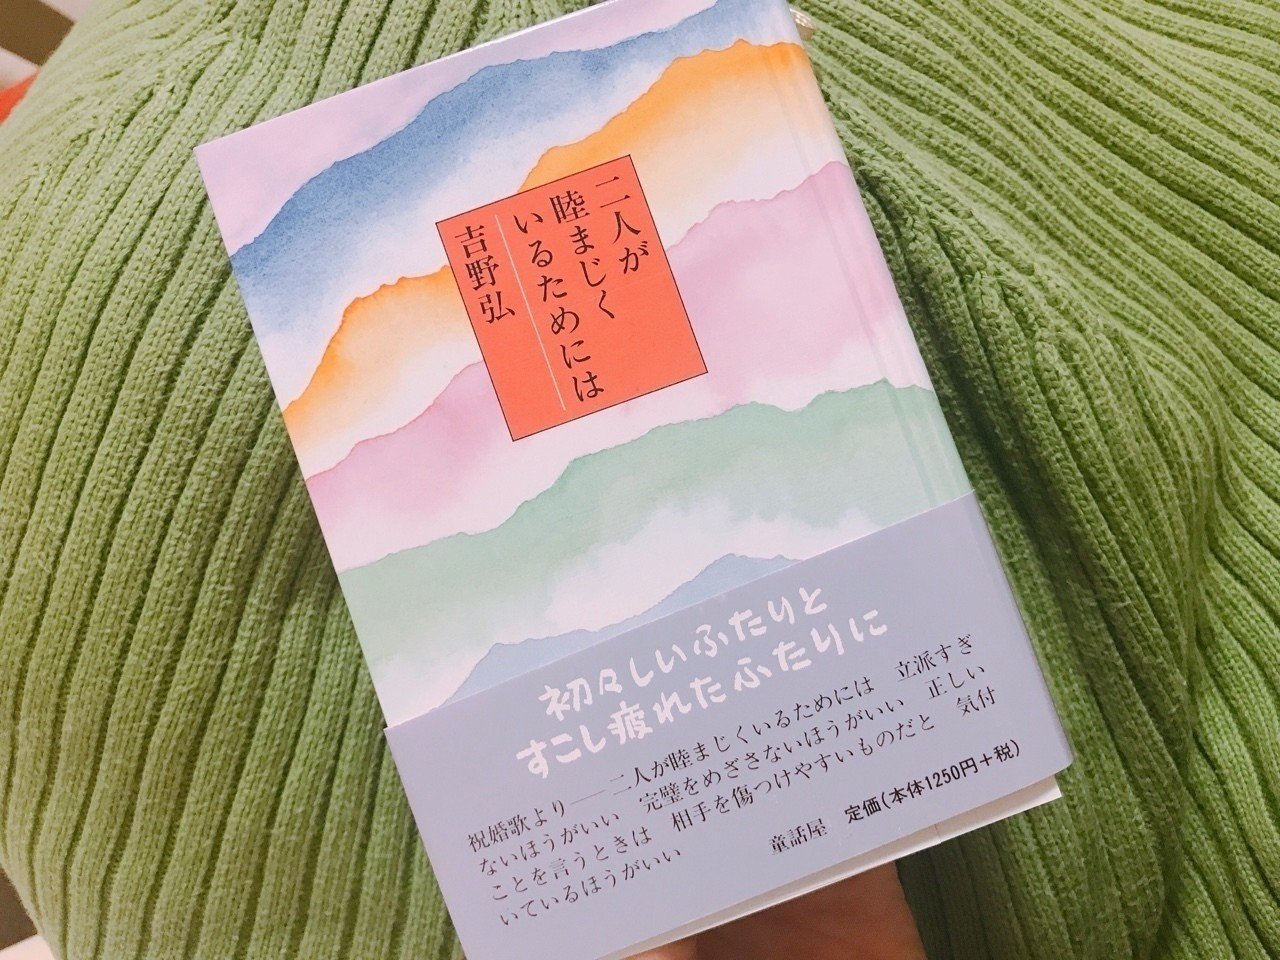 二人が
睦まじく
いるためには
吉野弘
初々しいふたりと
すこし疲れたふたりに
祝婚歌より――二人が睦まじくいるためには　立派すぎ
ないほうがいい　完璧をめざさないほうがいい　正しい
ことを言うときは　相手を傷つけやすいものだと　気付
いているほうがいい
童話屋　定価(本体1250円+税)